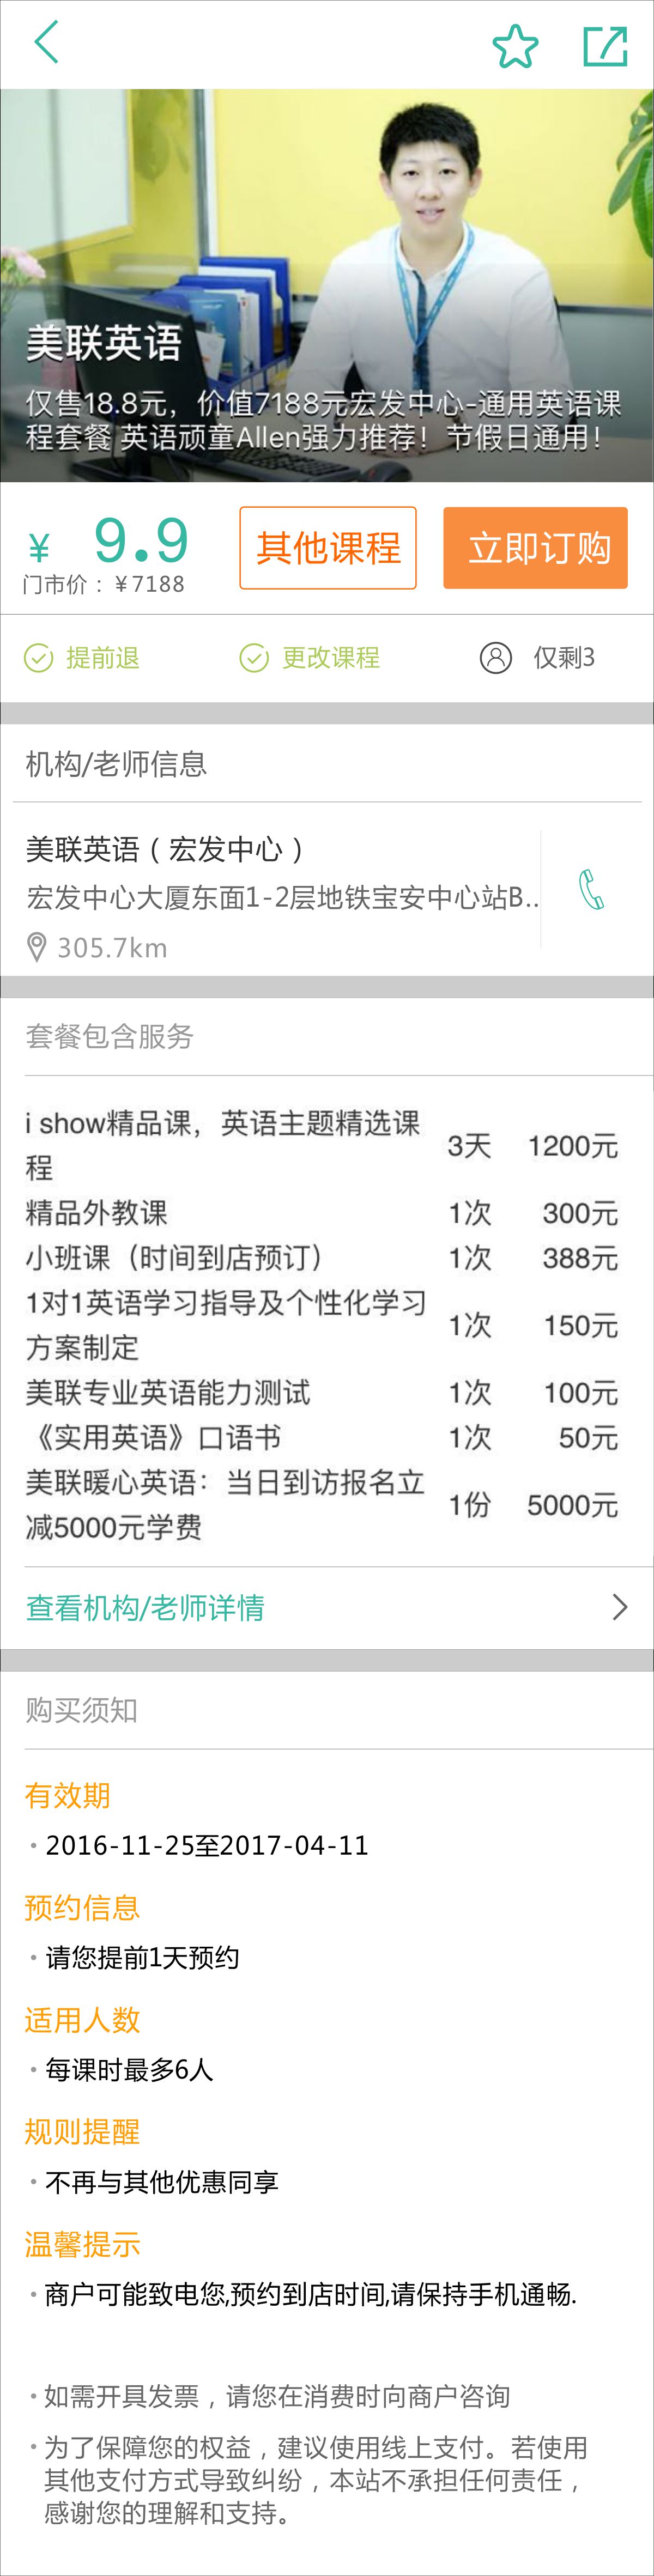 美联英语
仅售18.8元，价值7188元宏发中心-通用英语课
程套餐 英语顽童Allen强力推荐！节假日通用！
¥ 9.9
其他课程
立即订购
门市价：¥7188
提前退
更改课程
仅剩3
机构/老师信息
美联英语（宏发中心）
宏发中心大厦东面1-2层地铁宝安中心站B..
305.7km
套餐包含服务
i show精品课，英语主题精选课
程
3天 1200元
精品外教课 1次 300元
小班课（时间到店预订） 1次 388元
1对1英语学习指导及个性化学习
方案制定
1次 150元
美联专业英语能力测试 1次 100元
《实用英语》口语书 1次 50元
美联暖心英语：当日到访报名立
减5000元学费
1份 5000元
查看机构/老师详情
购买须知
有效期
·2016-11-25至2017-04-11
预约信息
·请您提前1天预约
适用人数
·每课时最多6人
规则提醒
·不再与其他优惠同享
温馨提示
·商户可能致电您,预约到店时间,请保持手机通畅.
·如需开具发票，请您在消费时向商户咨询
·为了保障您的权益，建议使用线上支付。若使用
其他支付方式导致纠纷，本站不承担任何责任，
感谢您的理解和支持。